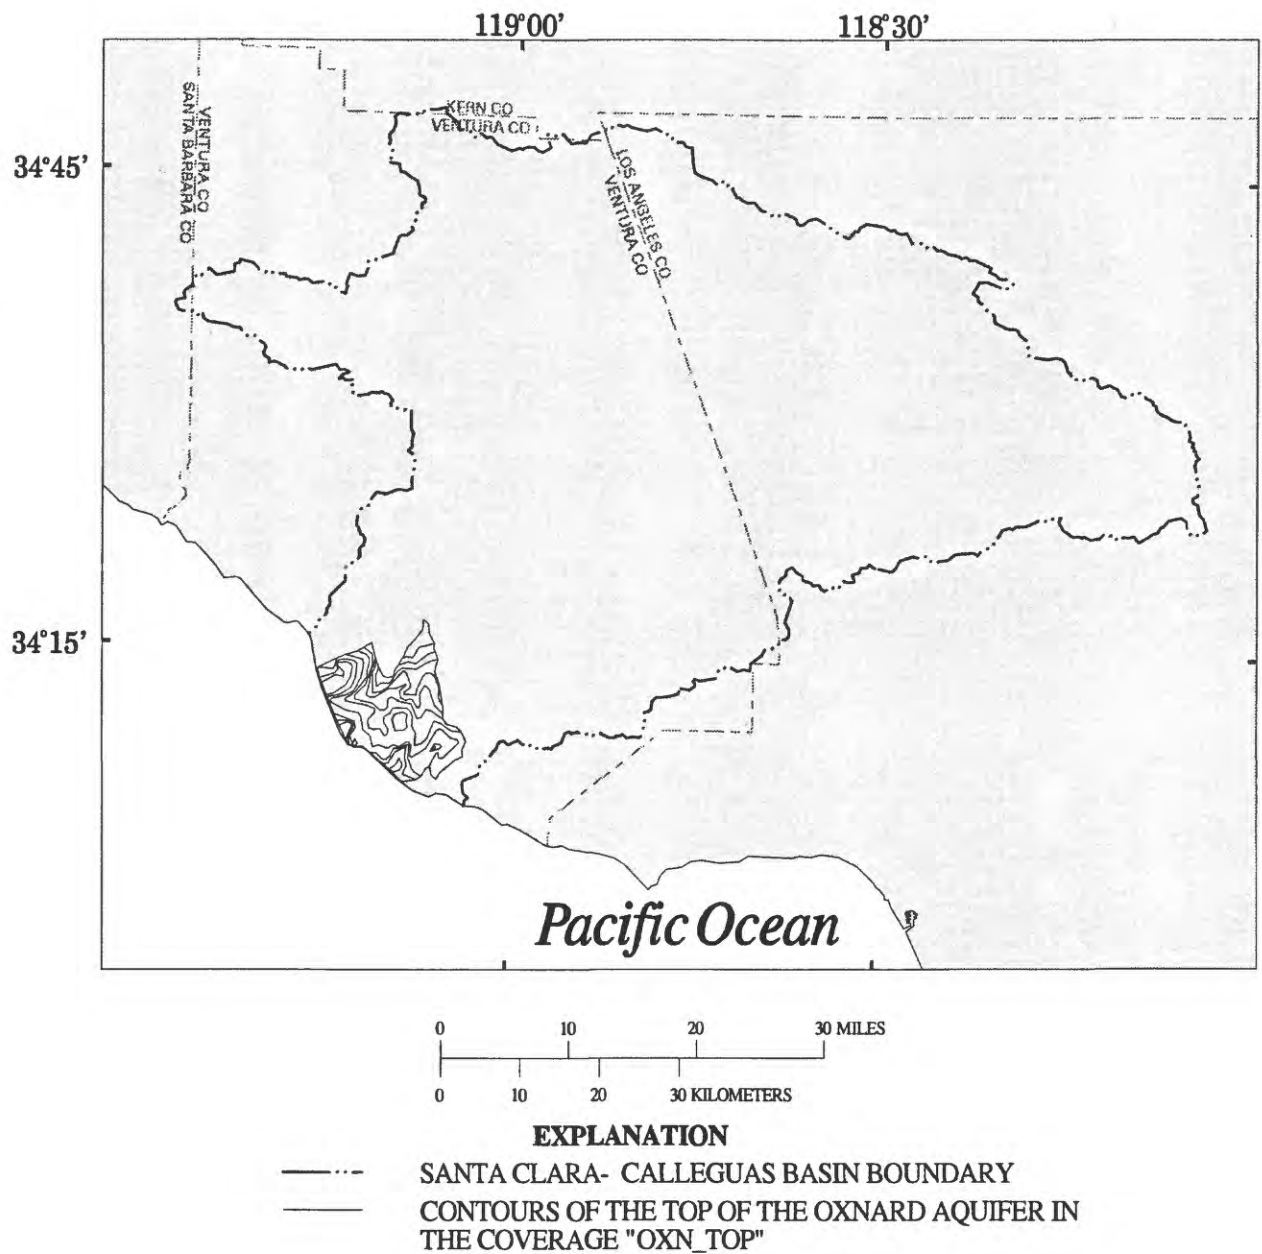 119°00' 118°30'
KERN CO
VENTURA CO
VENTURA CO
SANTA BARBARA CO
34°45'
LOS ANGELES CO
VENTURA CO
34°15'
Pacific Ocean
0 10 20 30 MILES
0 10 20 30 KILOMETERS
EXPLANATION
SANTA CLARA- CALLEGUAS BASIN BOUNDARY
CONTOURS OF THE TOP OF THE OXNARD AQUIFER IN
THE COVERAGE "OXN_TOP"